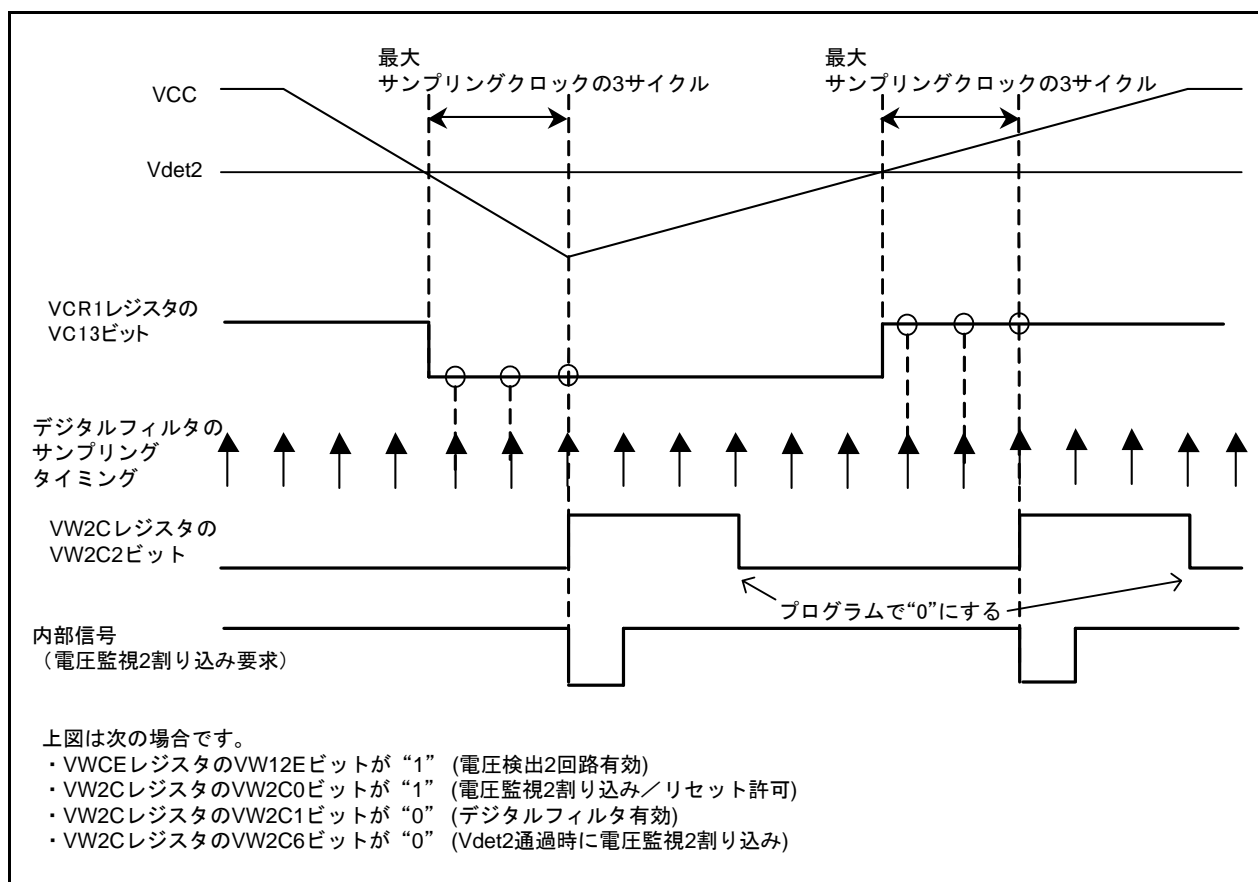 最大
サンプリングクロックの3サイクル
最大
サンプリングクロックの3サイクル
VCC
Vdet2
VCR1レジスタの
VC13ビット
デジタルフィルタの
サンプリング
タイミング
VW2Cレジスタの
VW2C2ビット
プログラムで“0”にする
内部信号
（電圧監視2割り込み要求）
上図は次の場合です。
・VWCEレジスタのVW12Eビットが“1” (電圧検出2回路有効)
・VW2CレジスタのVW2C0ビットが“1” (電圧監視2割り込み／リセット許可)
・VW2CレジスタのVW2C1ビットが“0” (デジタルフィルタ有効)
・VW2CレジスタのVW2C6ビットが“0” (Vdet2通過時に電圧監視2割り込み)